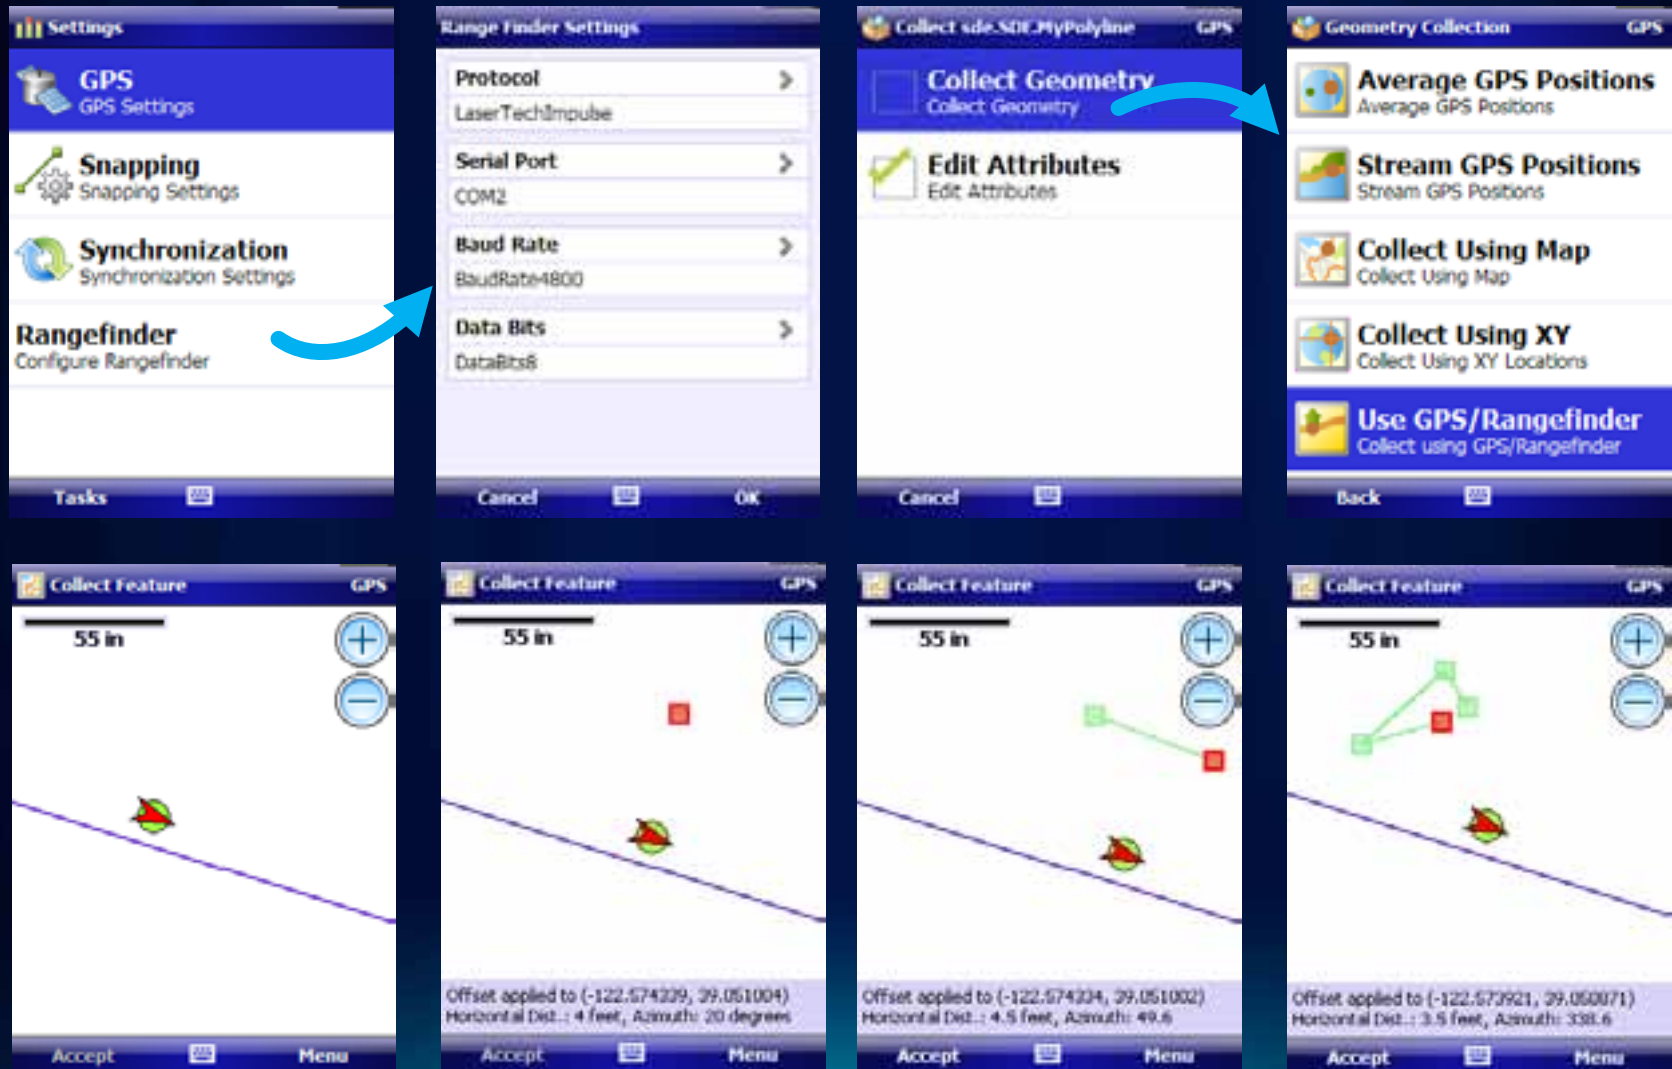 Settings
GPS
GPS Settings
Snapping
Snapping Settings
Synchronization
Synchronization Settings
Rangefinder
Configure Rangefinder
Tasks
Range Finder Settings
Protocol
LaserTechImpulse
Serial Port
COM2
Baud Rate
BaudRate4800
Data Bits
DataBits8
Cancel OK
Collect sde.SDE.MyPolyline GPS
Collect Geometry
Collect Geometry
Edit Attributes
Edit Attributes
Cancel
Geometry Collection GPS
Average GPS Positions
Average GPS Positions
Stream GPS Positions
Stream GPS Positions
Collect Using Map
Collect Using Map
Collect Using XY
Collect Using XY Locations
Use GPS/Rangefinder
Collect using GPS/Rangefinder
Back
Collect Feature GPS
55 in
Accept Menu
Collect Feature GPS
55 in
Offset applied to (-122.574339, 39.051004)
Horizontal Dist.: 4 feet, Azimuth: 20 degrees
Accept Menu
Collect Feature GPS
55 in
Offset applied to (-122.574334, 39.051002)
Horizontal Dist.: 4.5 feet, Azimuth: 49.6
Accept Menu
Collect Feature GPS
55 in
Offset applied to (-122.573921, 39.050871)
Horizontal Dist.: 3.5 feet, Azimuth: 338.6
Accept Menu